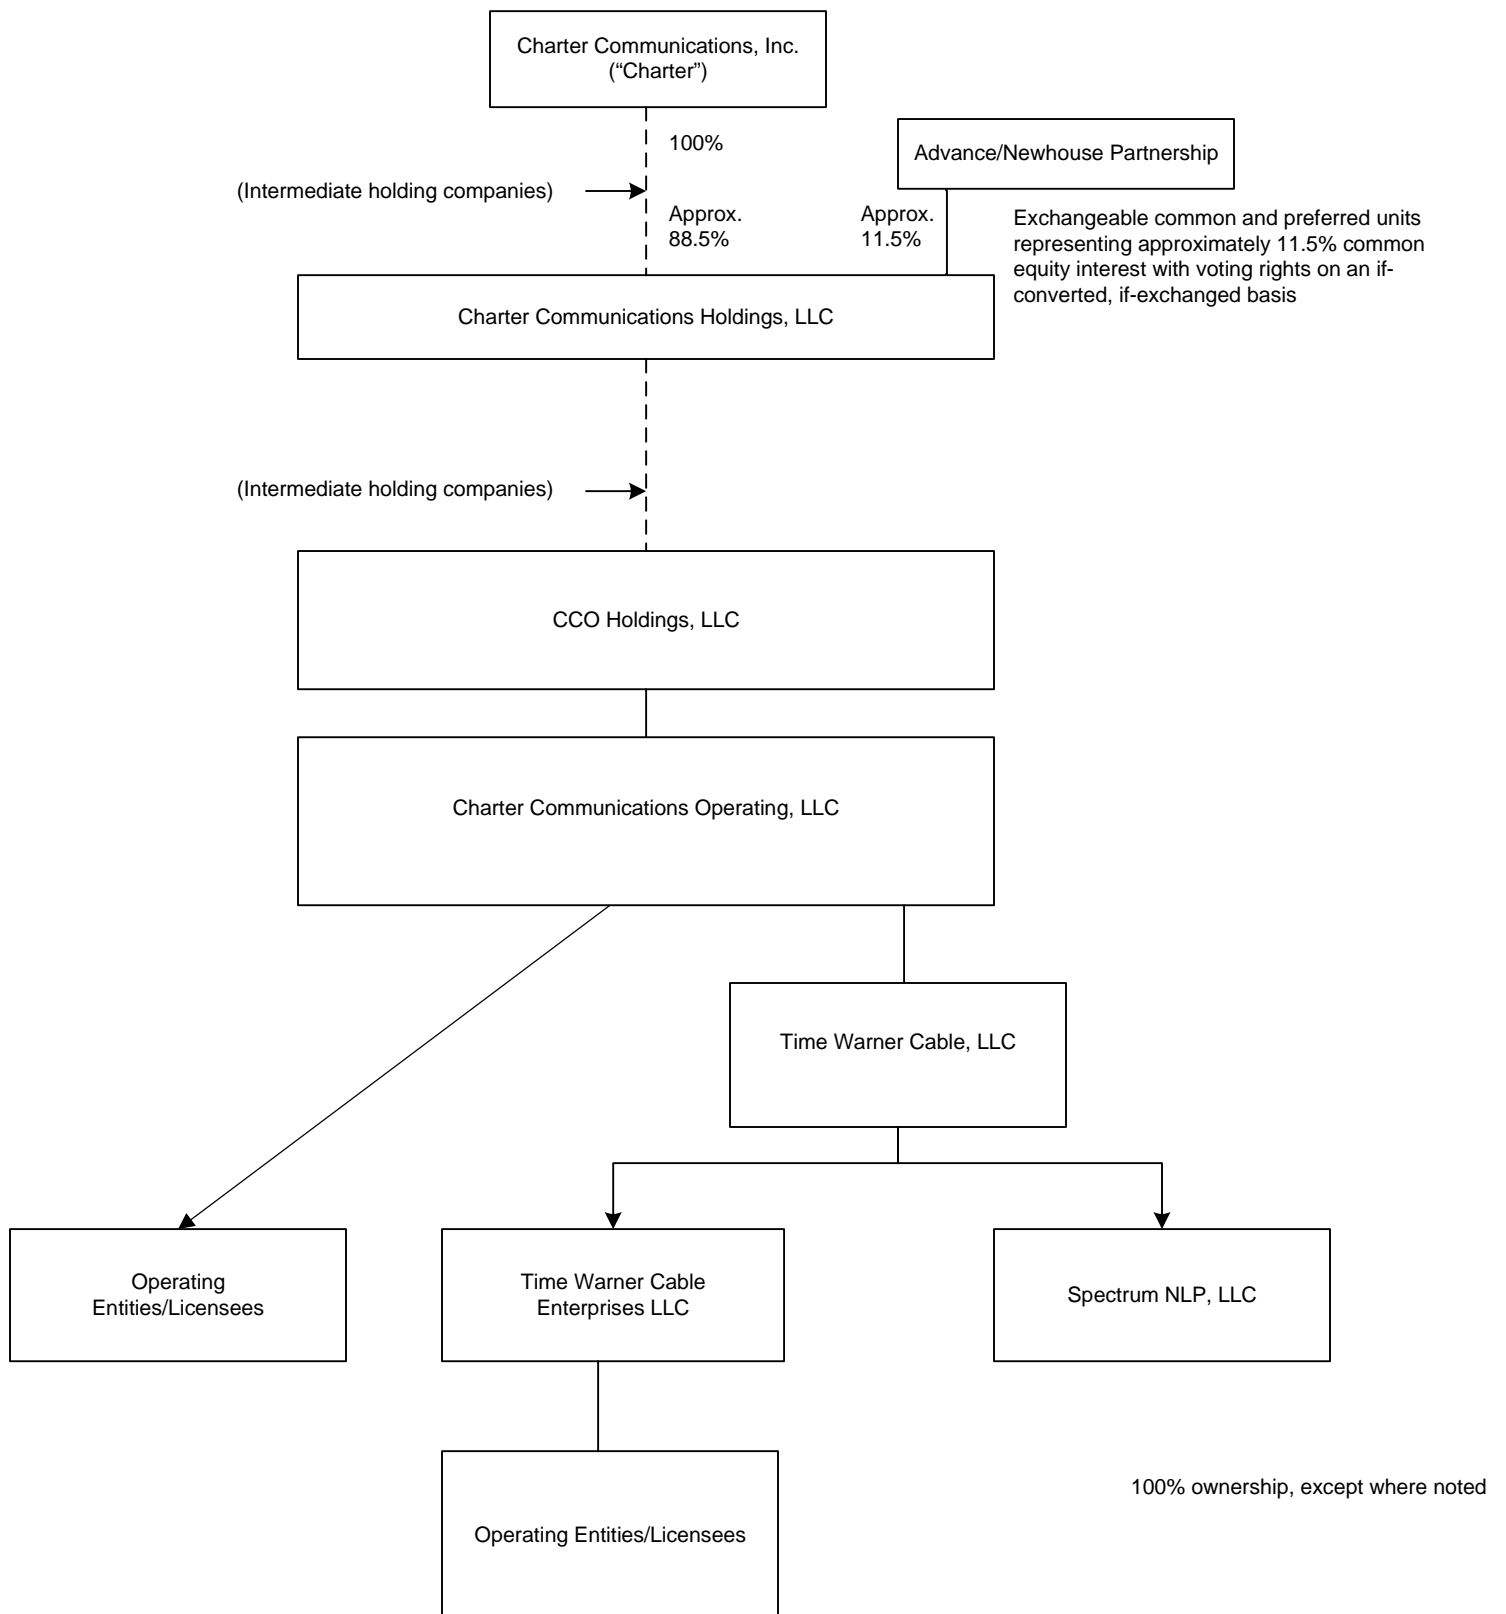 Charter Communications, Inc.
(“Charter”)
100%
Advance/Newhouse Partnership
(Intermediate holding companies)
Approx.
88.5%
Approx.
11.5%
Exchangeable common and preferred units
representing approximately 11.5% common
equity interest with voting rights on an if-
converted, if-exchanged basis
Charter Communications Holdings, LLC
(Intermediate holding companies)
CCO Holdings, LLC
Charter Communications Operating, LLC
Time Warner Cable, LLC
Operating
Entities/Licensees
Time Warner Cable
Enterprises LLC
Spectrum NLP, LLC
100% ownership, except where noted
Operating Entities/Licensees